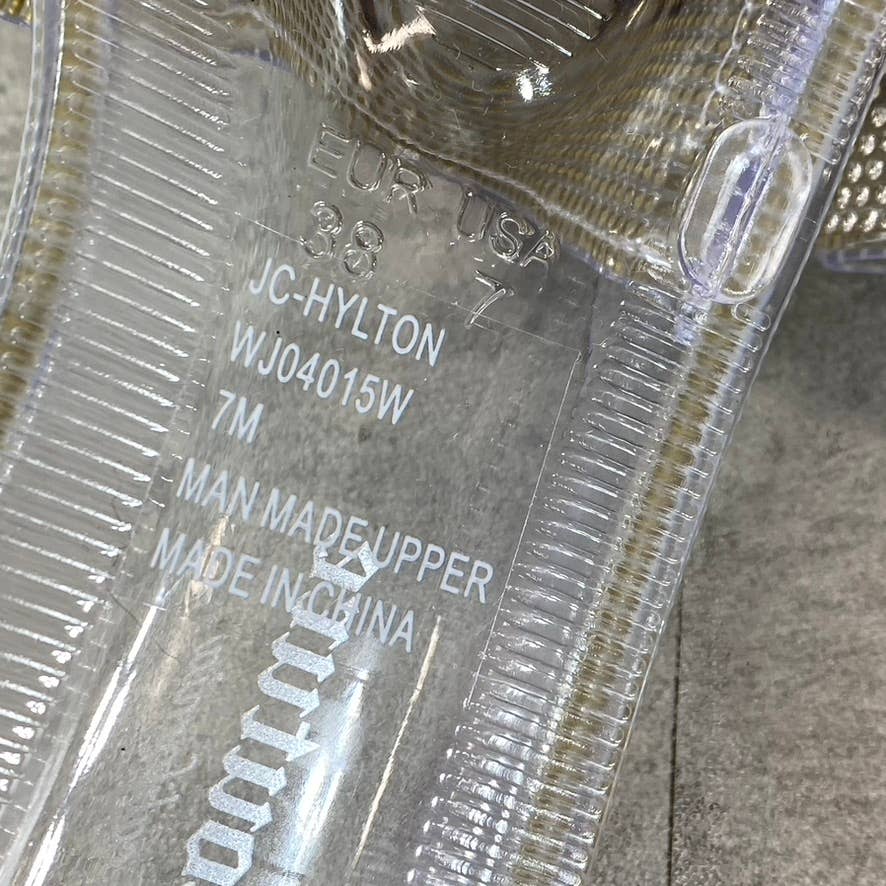 EUR USA
38 7
JC-HYLTON
WJ04015W
7M
MAN MADE UPPER
MADE IN CHINA